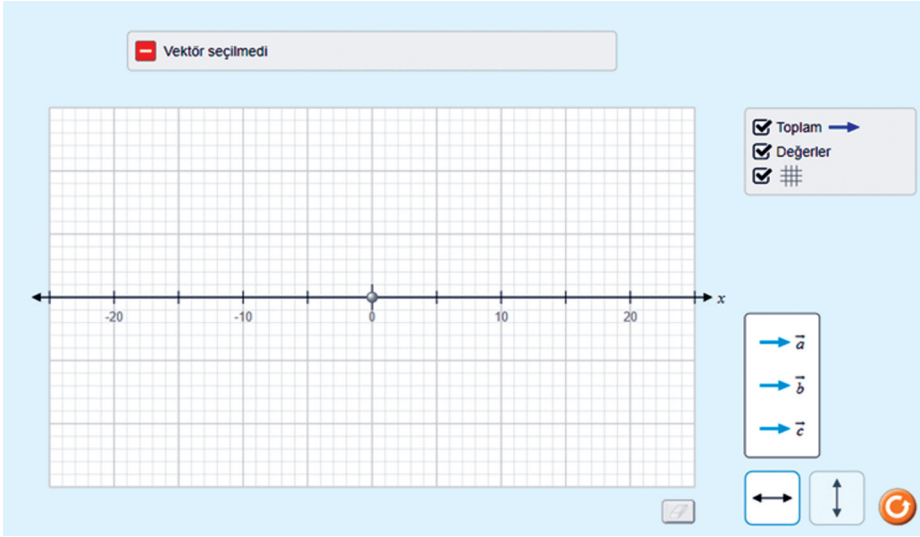 Vektör seçilmedi
Toplam
Değerler
-20 -10 0 10 20 x
a
b
c